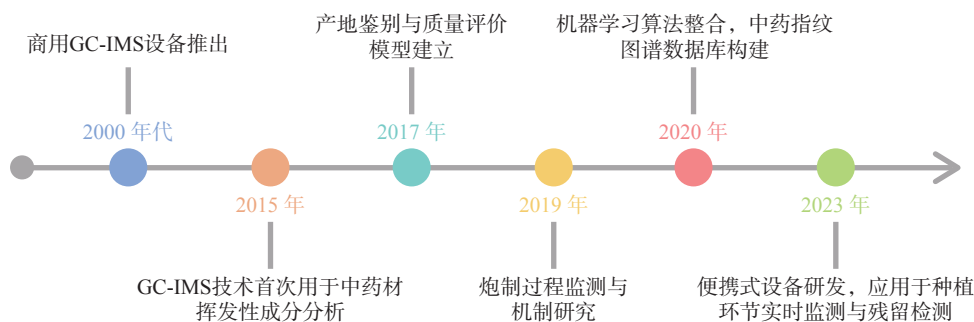 商用GC-IMS设备推出
产地鉴别与质量评价
模型建立
机器学习算法整合，中药指纹
图谱数据库构建
2000 年代
2017 年
2020 年
2015 年
2019 年
2023 年
GC-IMS技术首次用于中药材
挥发性成分分析
炮制过程监测与
机制研究
便携式设备研发，应用于种植
环节实时监测与残留检测